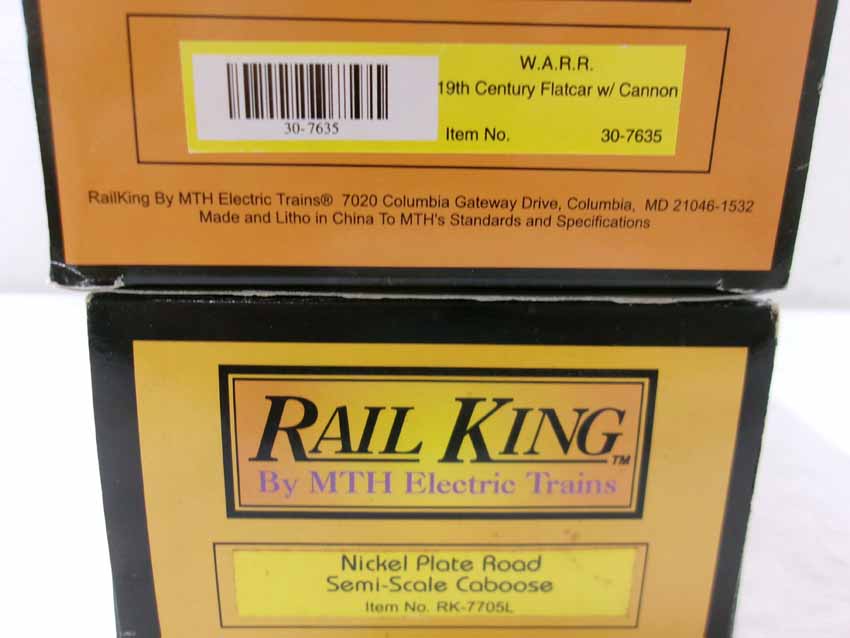 W.A.R.R.
19th Century Flatcar w/ Cannon
30-7635
Item No. 30-7635
RailKing By MTH Electric Trains® 7020 Columbia Gateway Drive, Columbia, MD 21046-1532
Made and Litho in China To MTH's Standards and Specifications
RAIL KING TM
By MTH Electric Trains
Nickel Plate Road
Semi-Scale Caboose
Item No. RK-7705L